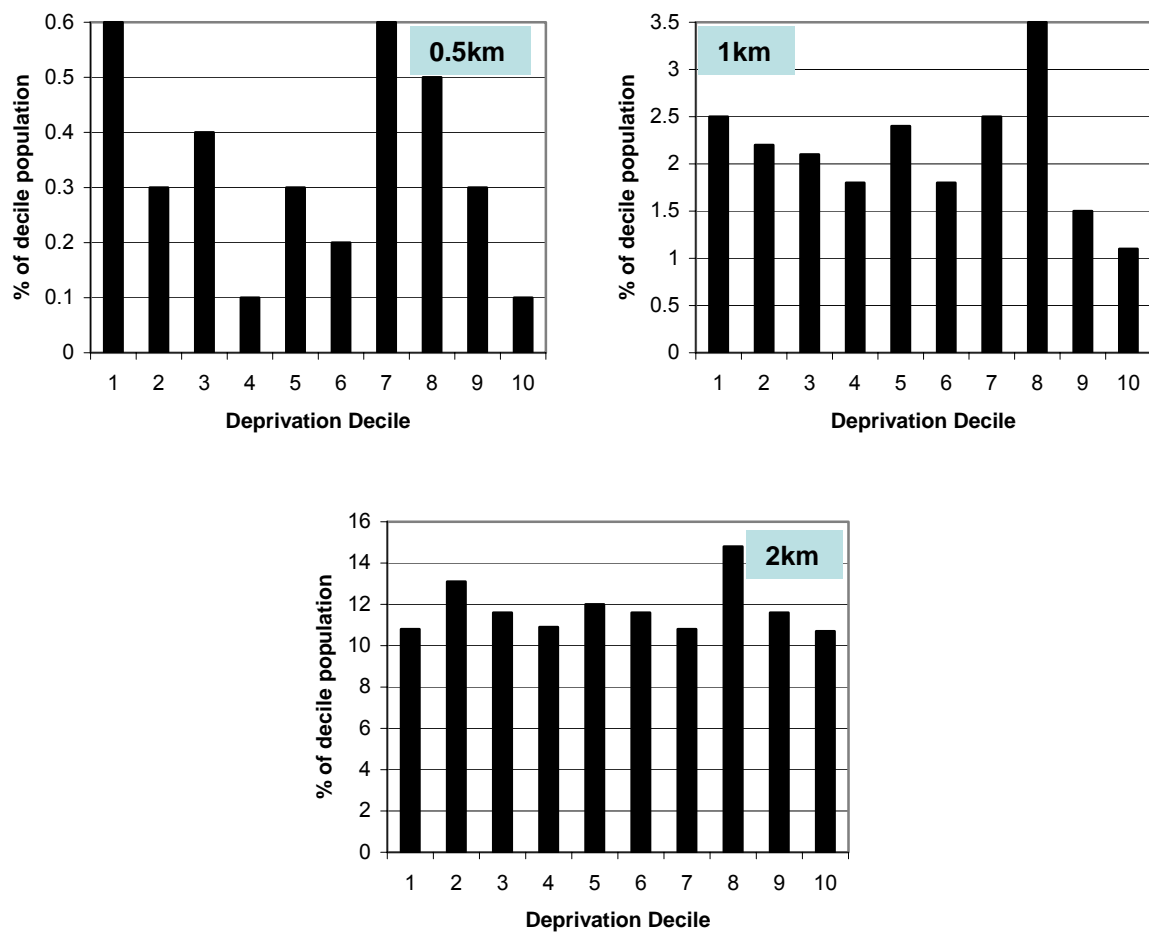 0.5km
% of decile population
0.6
0.5
0.4
0.3
0.2
0.1
0
1 2 3 4 5 6 7 8 9 10
Deprivation Decile
1km
% of decile population
3.5
3
2.5
2
1.5
1
0.5
0
1 2 3 4 5 6 7 8 9 10
Deprivation Decile
2km
% of decile population
16
14
12
10
8
6
4
2
0
1 2 3 4 5 6 7 8 9 10
Deprivation Decile